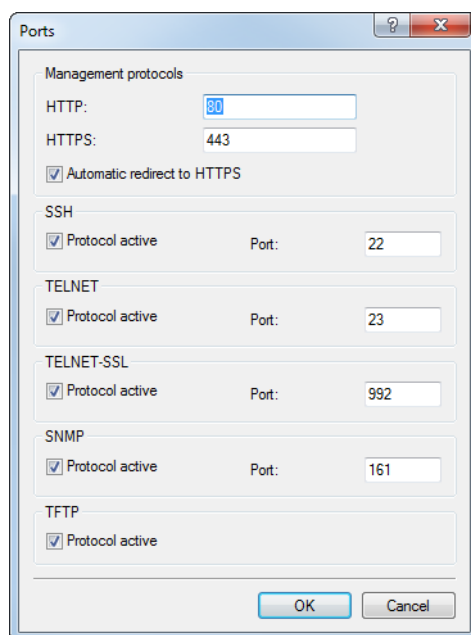 Ports
?
X
Management protocols
HTTP: 80
HTTPS: 443
Automatic redirect to HTTPS
SSH
Protocol active Port: 22
TELNET
Protocol active Port: 23
TELNET-SSL
Protocol active Port: 992
SNMP
Protocol active Port: 161
TFTP
Protocol active
OK Cancel